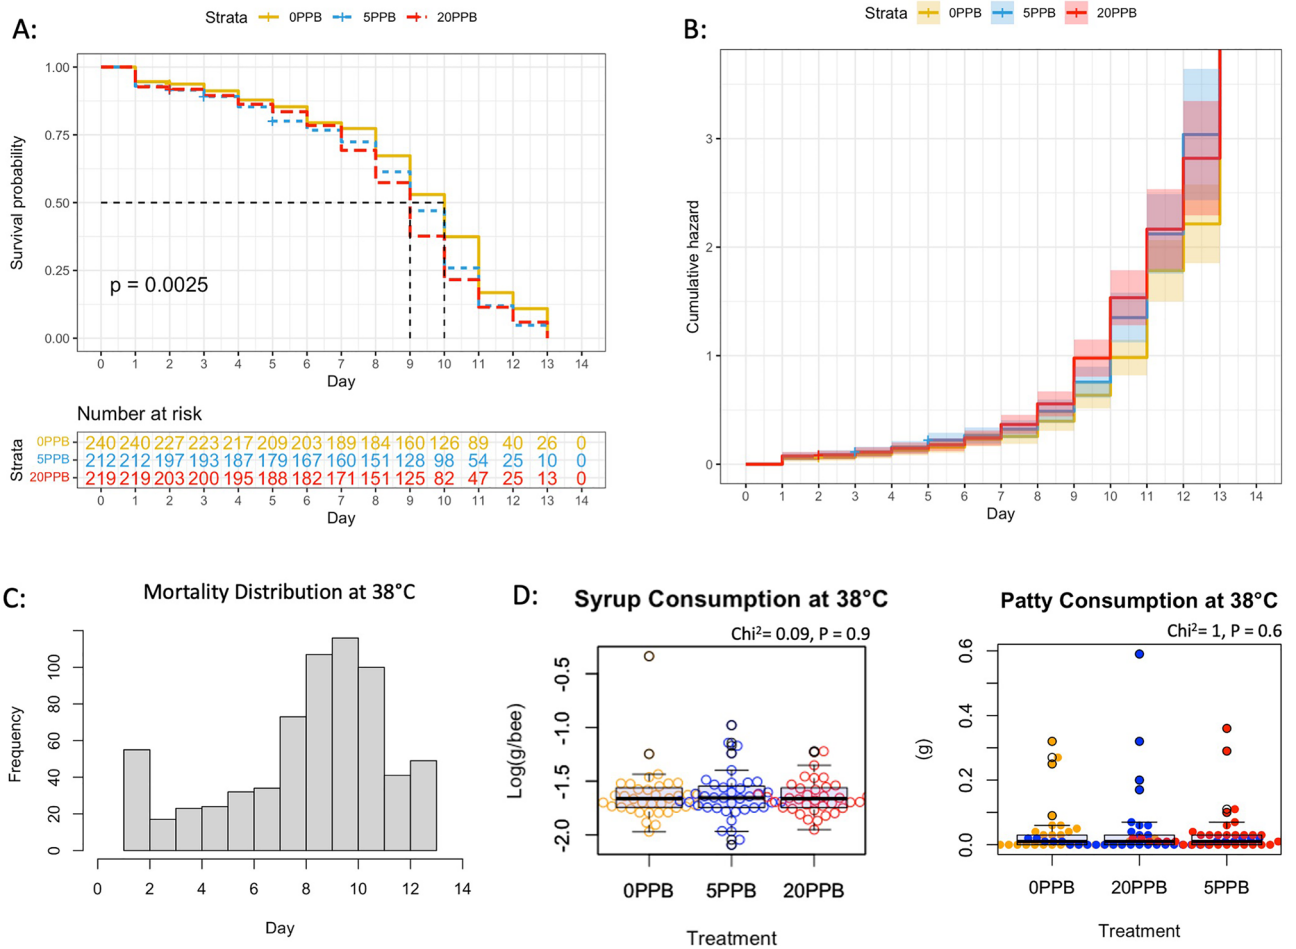 A:
Strata 0PPB 5PPB 20PPB
1.00
0.75
0.50
0.25
0.00
Survival probability
p = 0.0025
0 1 2 3 4 5 6 7 8 9 10 11 12 13 14
Day
Number at risk
Strata
0PPB 240 240 227 223 217 209 203 189 184 160 126 89 40 26 0
5PPB 212 212 197 193 187 179 167 160 151 128 98 54 25 10 0
20PPB 219 219 203 200 195 188 182 171 151 125 82 47 25 13 0
0 1 2 3 4 5 6 7 8 9 10 11 12 13 14
Day
B:
Strata 0PPB 5PPB 20PPB
3
2
1
0
Cumulative hazard
0 1 2 3 4 5 6 7 8 9 10 11 12 13 14
Day
C:
Mortality Distribution at 38°C
100
80
60
40
20
0
Frequency
0 2 4 6 8 10 12 14
Day
D:
Syrup Consumption at 38°C
Chi²= 0.09, P = 0.9
-0.5
-1.0
-1.5
-2.0
Log(g/bee)
0PPB 5PPB 20PPB
Treatment
Patty Consumption at 38°C
Chi²= 1, P = 0.6
0.6
0.4
0.2
0.0
(g)
0PPB 20PPB 5PPB
Treatment